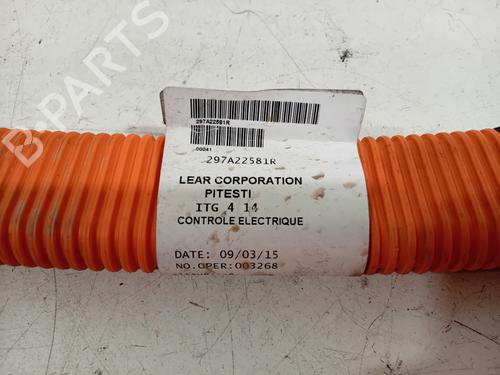 B-PARTS
297A22581R
00041
297A22581R
LEAR CORPORATION
PITESTI
ITG 4 14
CONTROLE ELECTRIQUE
DATE: 09/03/15
NO.OPER:003268